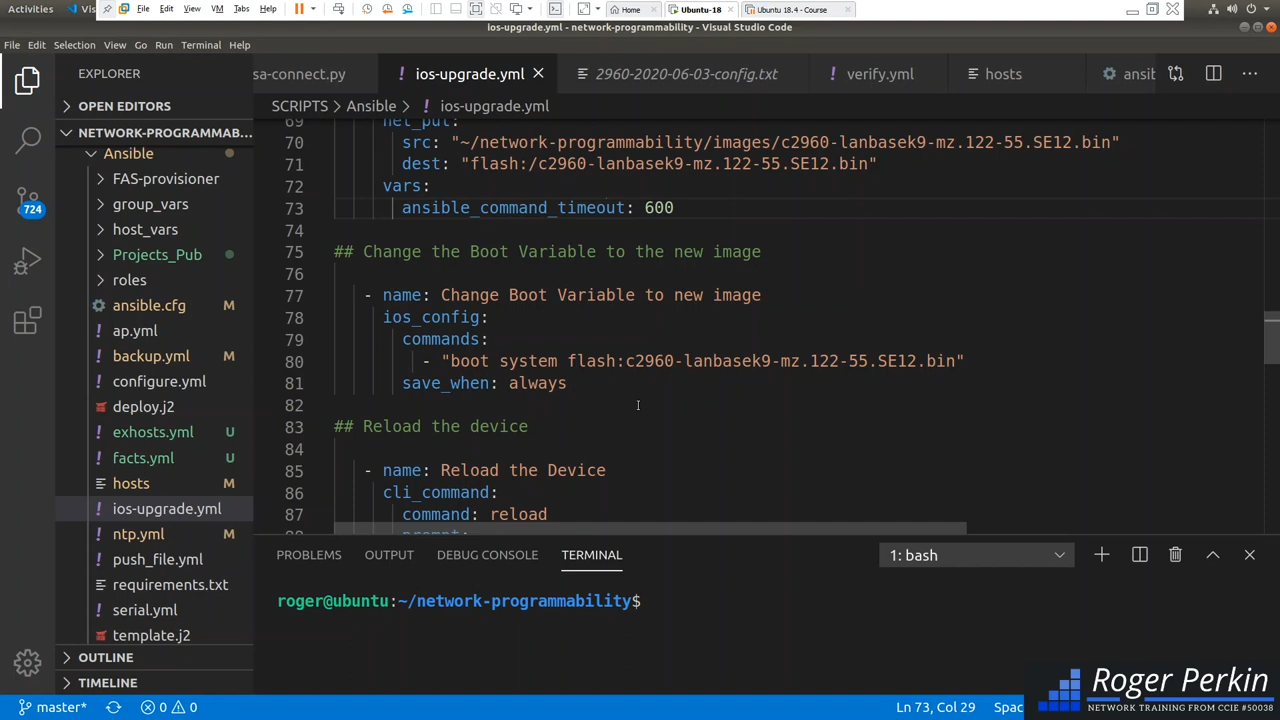 Activities
Vis
File Edit View VM Tabs Help
Home
Ubuntu-18
Ubuntu 18.4 - Course
ios-upgrade.yml - network-programmability - Visual Studio Code
File Edit Selection View Go Run Terminal Help
EXPLORER
sa-connect.py
ios-upgrade.yml
2960-2020-06-03-config.txt
verify.yml
hosts
ansit
OPEN EDITORS
SCRIPTS > Ansible > ! ios-upgrade.yml
NETWORK-PROGRAMMAB...
Ansible
FAS-provisioner
group_vars
host_vars
Projects_Pub
roles
ansible.cfg M
ap.yml
backup.yml M
configure.yml
deploy.j2
exhosts.yml U
facts.yml U
hosts M
ios-upgrade.yml
ntp.yml M
push_file.yml
requirements.txt
serial.yml
template.j2
OUTLINE
TIMELINE
724
69 net_put:
70 src: "~/network-programmability/images/c2960-lanbasek9-mz.122-55.SE12.bin"
71 dest: "flash:/c2960-lanbasek9-mz.122-55.SE12.bin"
72 vars:
73 ansible_command_timeout: 600
74
75 ## Change the Boot Variable to the new image
76
77 - name: Change Boot Variable to new image
78 ios_config:
79 commands:
80 - "boot system flash:c2960-lanbasek9-mz.122-55.SE12.bin"
81 save_when: always
82
83 ## Reload the device
84
85 - name: Reload the Device
86 cli_command:
87 command: reload
88 prompt:
PROBLEMS OUTPUT DEBUG CONSOLE TERMINAL
1: bash
roger@ubuntu:~/network-programmability$
master*
0 0
Ln 73, Col 29
Spac
Roger Perkin
NETWORK TRAINING FROM CCIE #50038